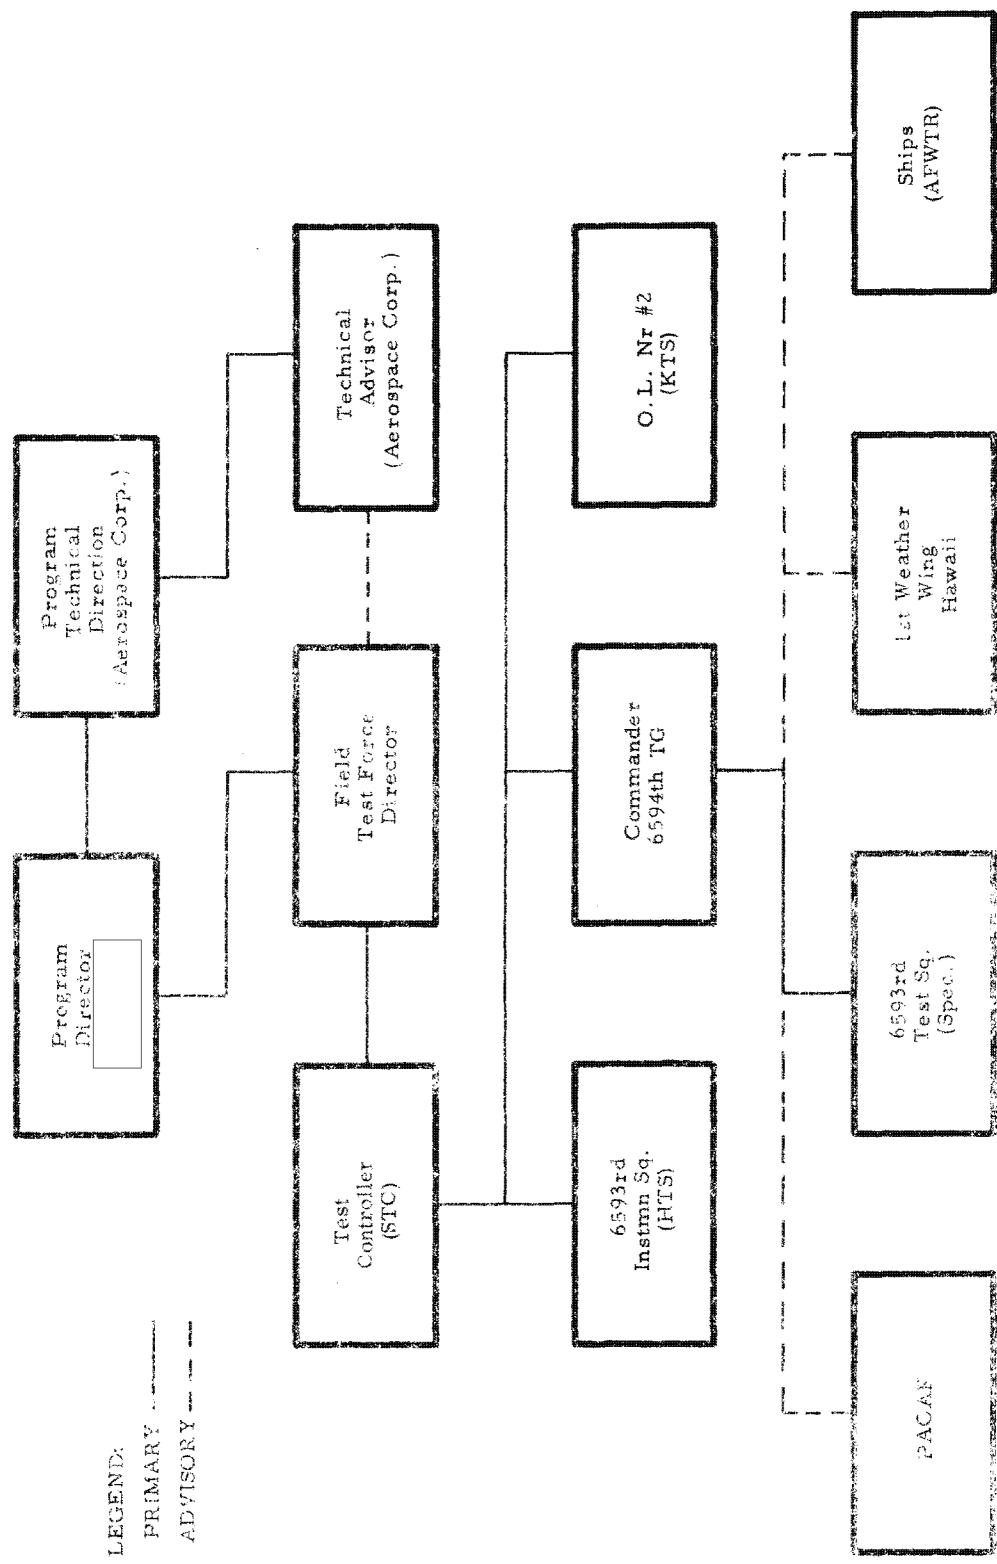 LEGEND:
PRIMARY
ADVISORY
Program
Director
Program
Technical
Direction
(Aerospace Corp.)
Test
Controller
(STC)
Field
Test Force
Director
Technical
Advisor
(Aerospace Corp.)
6593rd
Instmn Sq.
(HTS)
Commander
6594th TG
O.L. Nr #2
(KTS)
PACAF
6593rd
Test Sq.
(Spec.)
1st Weather
Wing
Hawaii
Ships
(AFWTR)